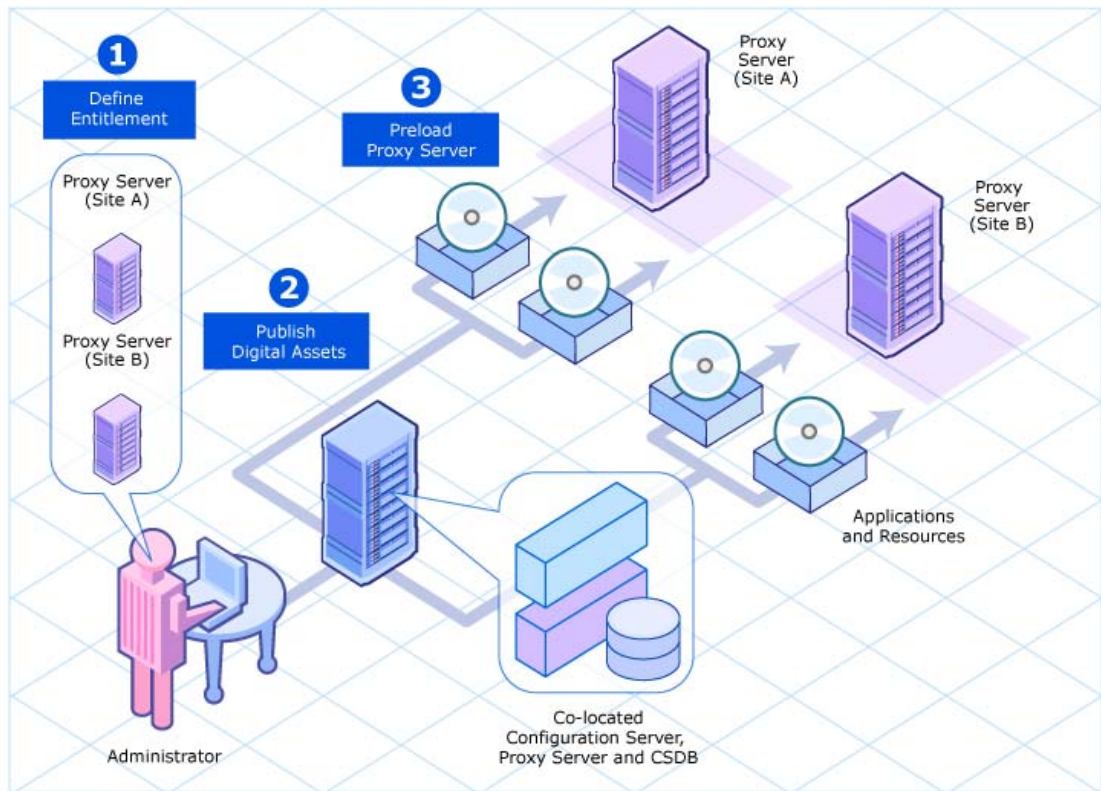 1
Define
Entitlement
Proxy Server
(Site A)
Proxy Server
(Site B)
2
Publish
Digital Assets
3
Preload
Proxy Server
Proxy
Server
(Site A)
Proxy
Server
(Site B)
Applications
and Resources
Co-located
Configuration Server,
Proxy Server and CSDB
Administrator